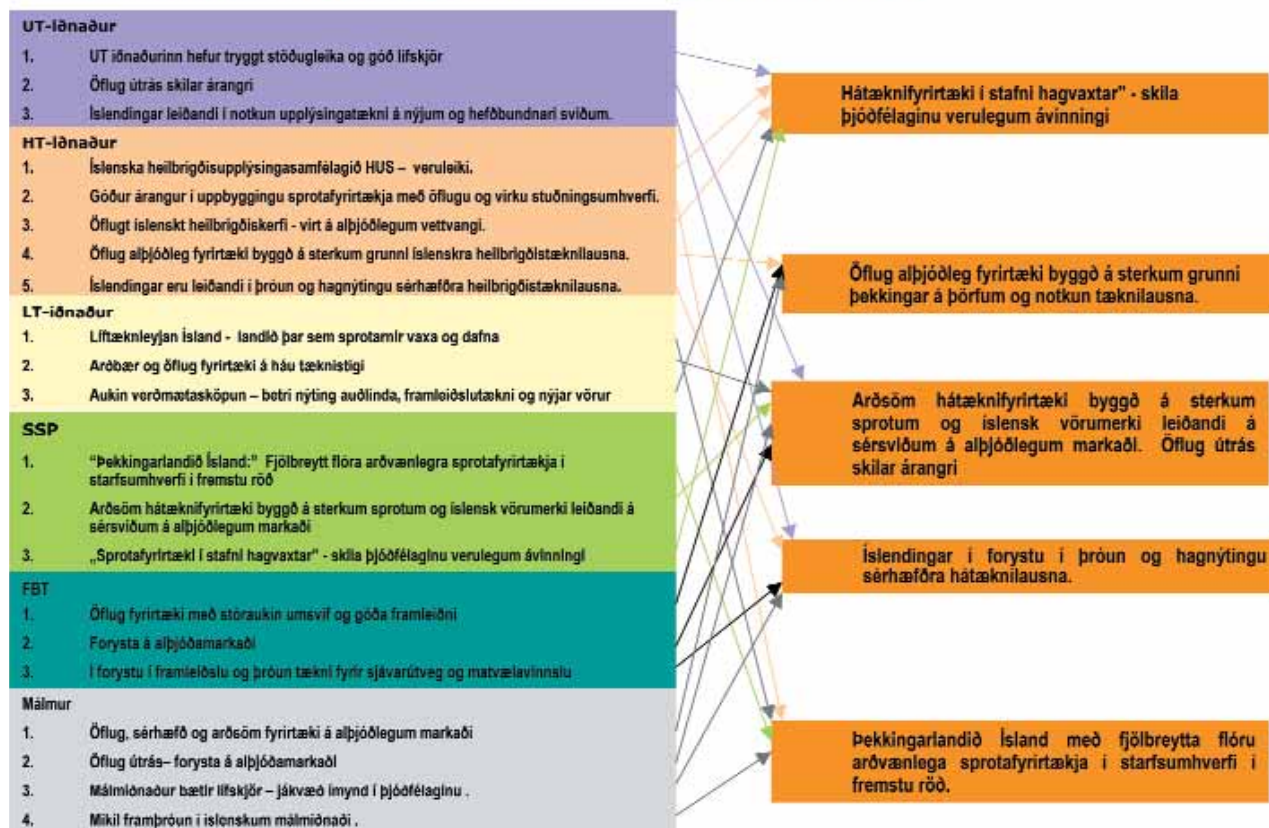 UT-iðnaður
1. UT iðnaðurinn hefur tryggt stöðugleika og góð lífskjör
2. Öflug útrás skilar árangri
3. Íslendingar leiðandi í notkun upplýsingatækni á nýjum og hefðbundnari sviðum.
HT-iðnaður
1. Íslenska heilbrigðisupplýsingasamfélagið HUS – veruleiki.
2. Góður árangur í uppbyggingu sprotafyrirtækja með öflugu og virku stuðningsumhverfi.
3. Öflugt íslenskt heilbrigðiskerfi - virt á alþjóðlegum vettvangi.
4. Öflug alþjóðleg fyrirtæki byggð á sterkum grunni íslenskra heilbrigðistæknilausna.
5. Íslendingar eru leiðandi í þróun og hagnýtingu sérhæfðra heilbrigðistæknilausna.
LT-iðnaður
1. Líftæknieyjan Ísland - landið þar sem sprotarnir vaxa og dafna
2. Arðbær og öflug fyrirtæki á háu tæknistigi
3. Aukin verðmætasköpun – betri nýting auðlinda, framleiðslutækni og nýjar vörur
SSP
1. "Þekkingarlandið Ísland:" Fjölbreytt flóra arðvænlegra sprotafyrirtækja í
starfsumhverfi í fremstu röð
2. Arðsöm hátæknifyrirtæki byggð á sterkum sprotum og íslensk vörumerki leiðandi á
sérsviðum á alþjóðlegum markaði
3. „Sprotafyrirtæki í stafni hagvaxtar" - skila þjóðfélaginu verulegum ávinningi
FBT
1. Öflug fyrirtæki með stóraukin umsvif og góða framleiðni
2. Forysta á alþjóðamarkaði
3. Í forystu í framleiðslu og þróun tækni fyrir sjávarútveg og matvælavinnslu
Málmur
1. Öflug, sérhæfð og arðsöm fyrirtæki á alþjóðlegum markaði
2. Öflug útrás– forysta á alþjóðamarkaði
3. Málmiðnaður bætir lífskjör – jákvæð ímynd í þjóðfélaginu .
4. Mikil framþróun í íslenskum málmiðnaði .
Hátæknifyrirtæki í stafni hagvaxtar" - skila
þjóðfélaginu verulegum ávinningi
Öflug alþjóðleg fyrirtæki byggð á sterkum grunni
þekkingar á þörfum og notkun tæknilausna.
Arðsöm hátæknifyrirtæki byggð á sterkum
sprotum og íslensk vörumerki leiðandi á
sérsviðum á alþjóðlegum markaði. Öflug útrás
skilar árangri
Íslendingar í forystu í þróun og hagnýtingu
sérhæfðra hátæknilausna.
Þekkingarlandið Ísland með fjölbreytta flóru
arðvænlega sprotafyrirtækja í starfsumhverfi í
fremstu röð.